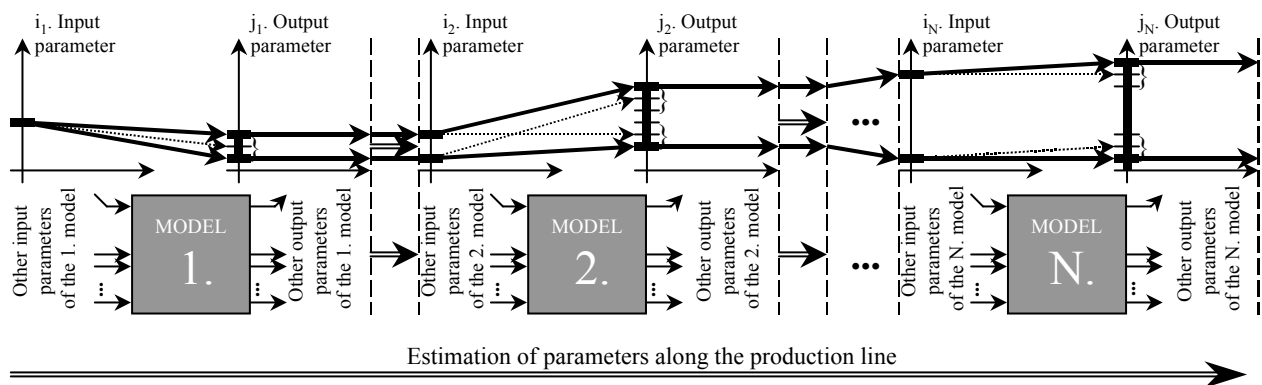 i1. Input
parameter
j1. Output
parameter
i2. Input
parameter
j2. Output
parameter
iN. Input
parameter
jN. Output
parameter
Other input
parameters
of the 1. model
MODEL
1.
Other output
parameters
of the 1. model
Other input
parameters
of the 2. model
MODEL
2.
Other output
parameters
of the 2. model
Other input
parameters
of the N. model
MODEL
N.
Other output
parameters
of the N. model
Estimation of parameters along the production line